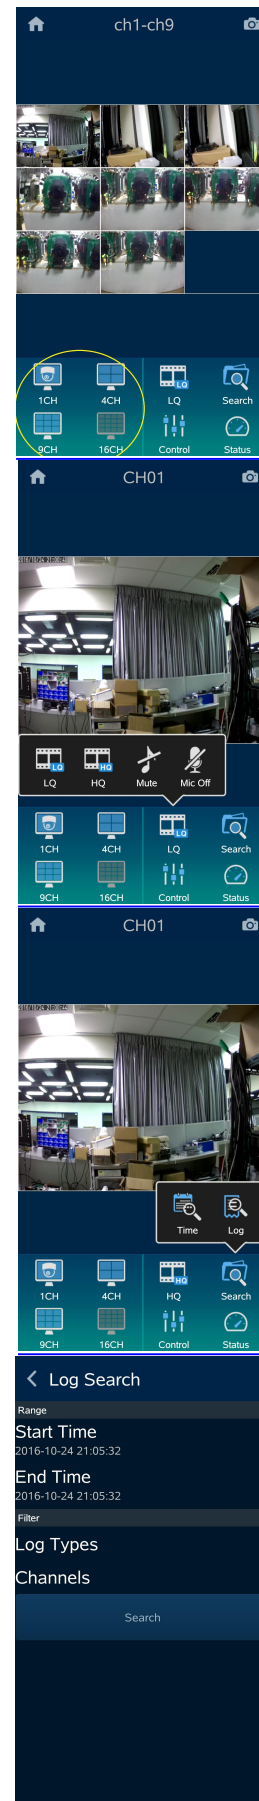 ch1-ch9
1CH 4CH LQ Search
9CH 16CH Control Status
CH01
LQ HQ Mute Mic Off
1CH 4CH LQ Search
9CH 16CH Control Status
CH01
Time Log
1CH 4CH HQ Search
9CH 16CH Control Status
Log Search
Range
Start Time
2016-10-24 21:05:32
End Time
2016-10-24 21:05:32
Filter
Log Types
Channels
Search